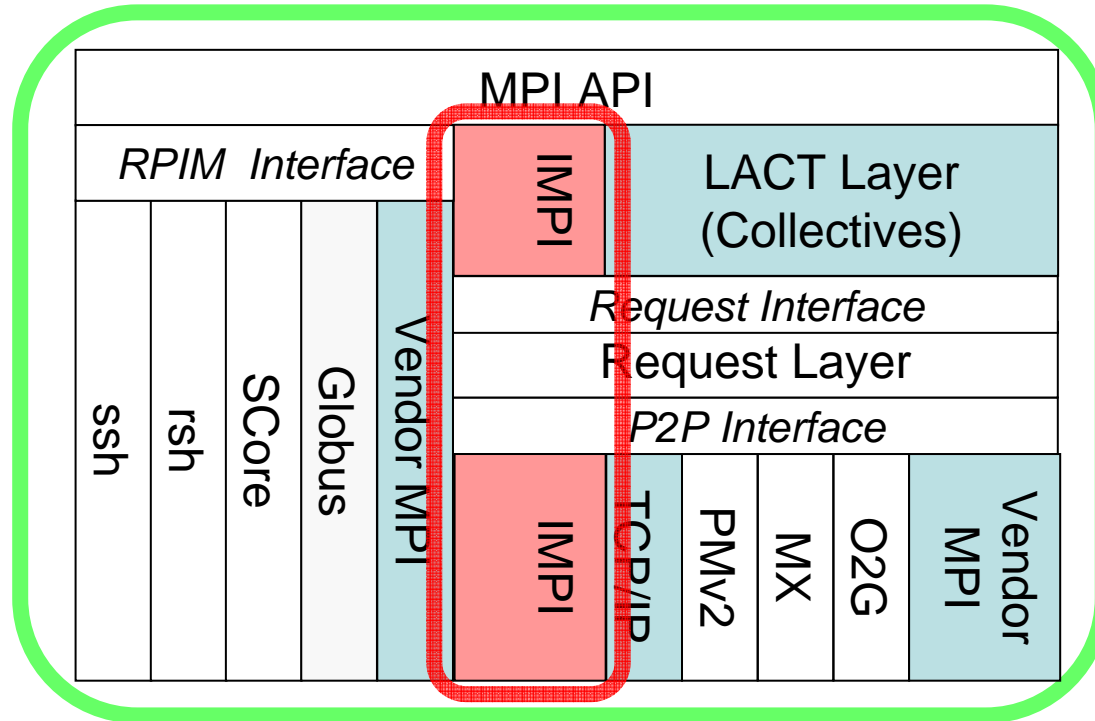 MPI API
RPIM Interface
IMPI
LACT Layer
(Collectives)
Request Interface
Request Layer
P2P Interface
ssh
rsh
SCore
Globus
Vendor MPI
IMPI
TCP/IP
PMv2
MX
O2G
Vendor
MPI